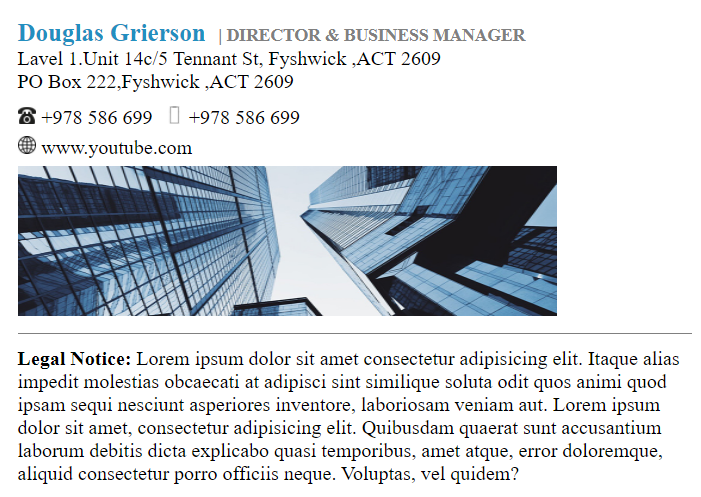 Douglas Grierson | DIRECTOR & BUSINESS MANAGER
Lavel 1.Unit 14c/5 Tennant St, Fyshwick ,ACT 2609
PO Box 222,Fyshwick ,ACT 2609
+978 586 699 +978 586 699
www.youtube.com
Legal Notice: Lorem ipsum dolor sit amet consectetur adipisicing elit. Itaque alias
impedit molestias obcaecati at adipisci sint similique soluta odit quos animi quod
ipsam sequi nesciunt asperiores inventore, laboriosam veniam aut. Lorem ipsum
dolor sit amet, consectetur adipisicing elit. Quibusdam quaerat sunt accusantium
laborum debitis dicta explicabo quasi temporibus, amet atque, error doloremque,
aliquid consectetur porro officiis neque. Voluptas, vel quidem?